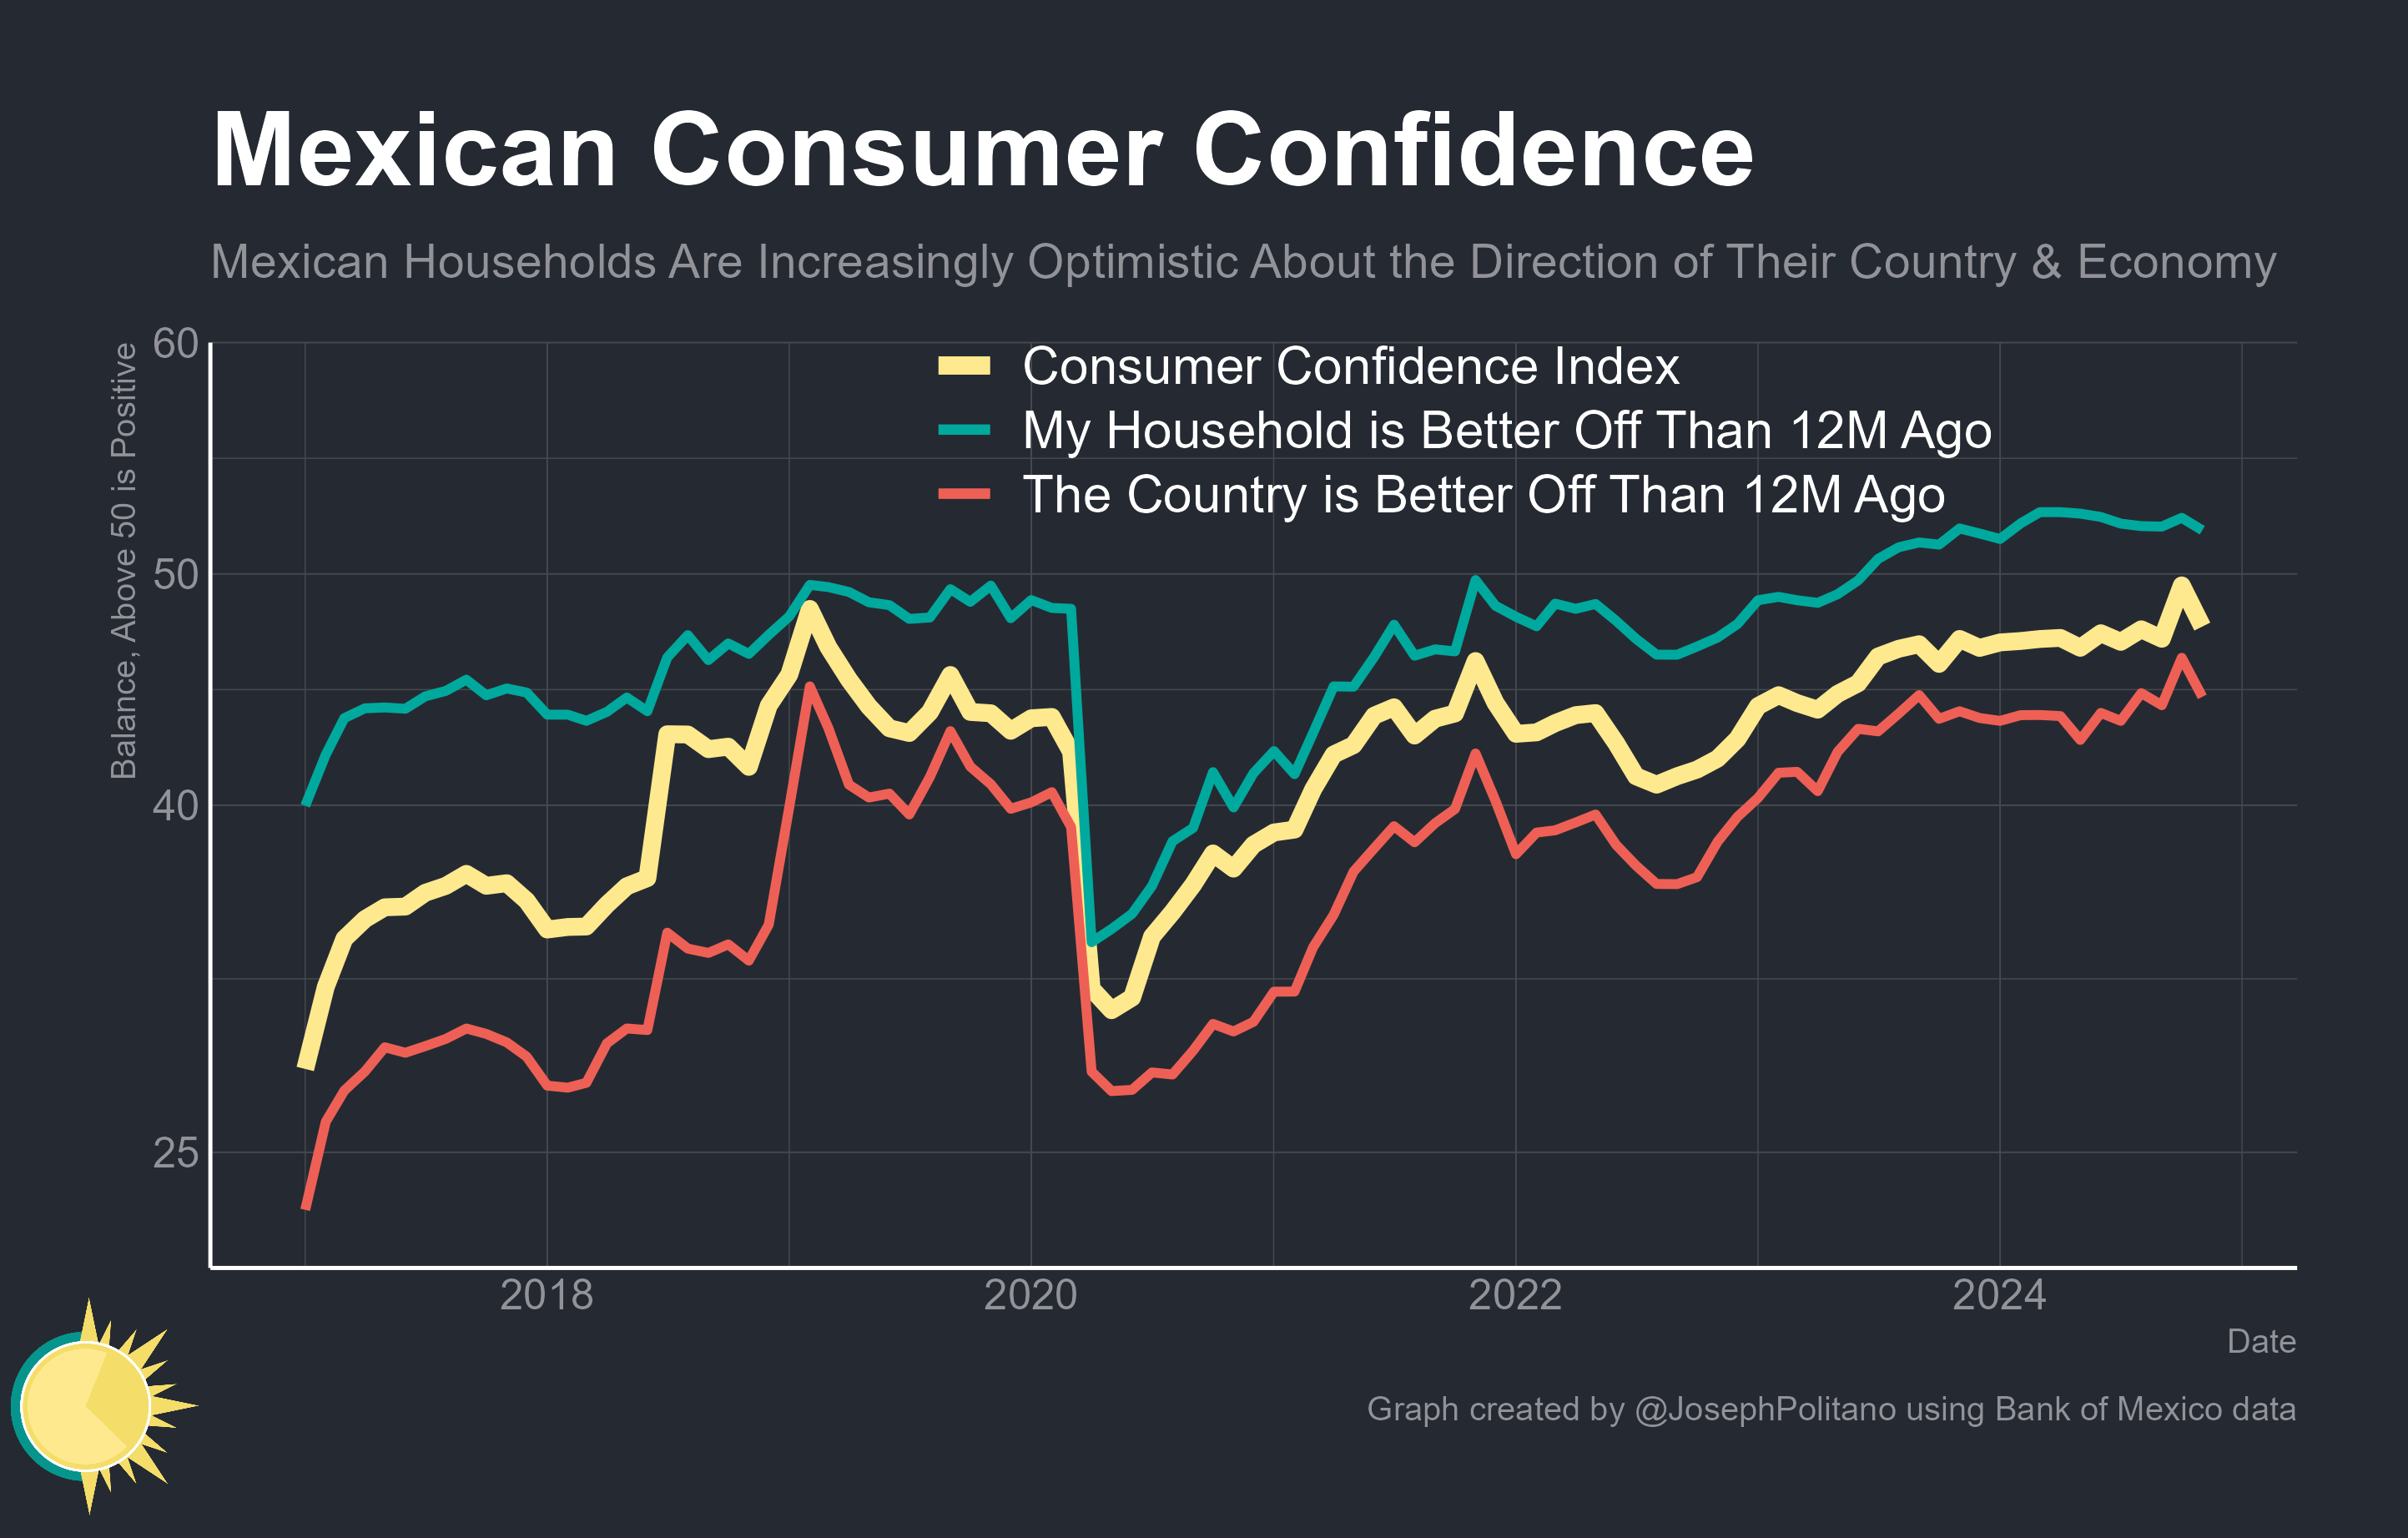 Mexican Consumer Confidence
Mexican Households Are Increasingly Optimistic About the Direction of Their Country & Economy
Balance, Above 50 is Positive
60
50
40
25
Consumer Confidence Index
My Household is Better Off Than 12M Ago
The Country is Better Off Than 12M Ago
2018
2020
2022
2024
Date
Graph created by @JosephPolitano using Bank of Mexico data